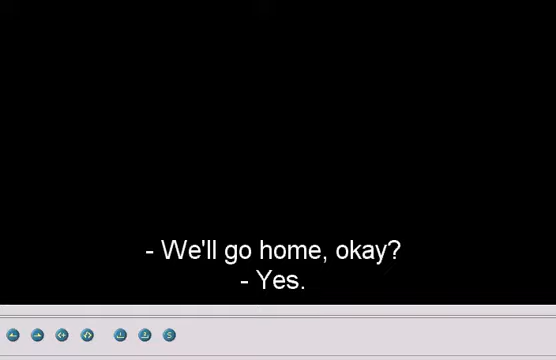 - We'll go home, okay?
- Yes.